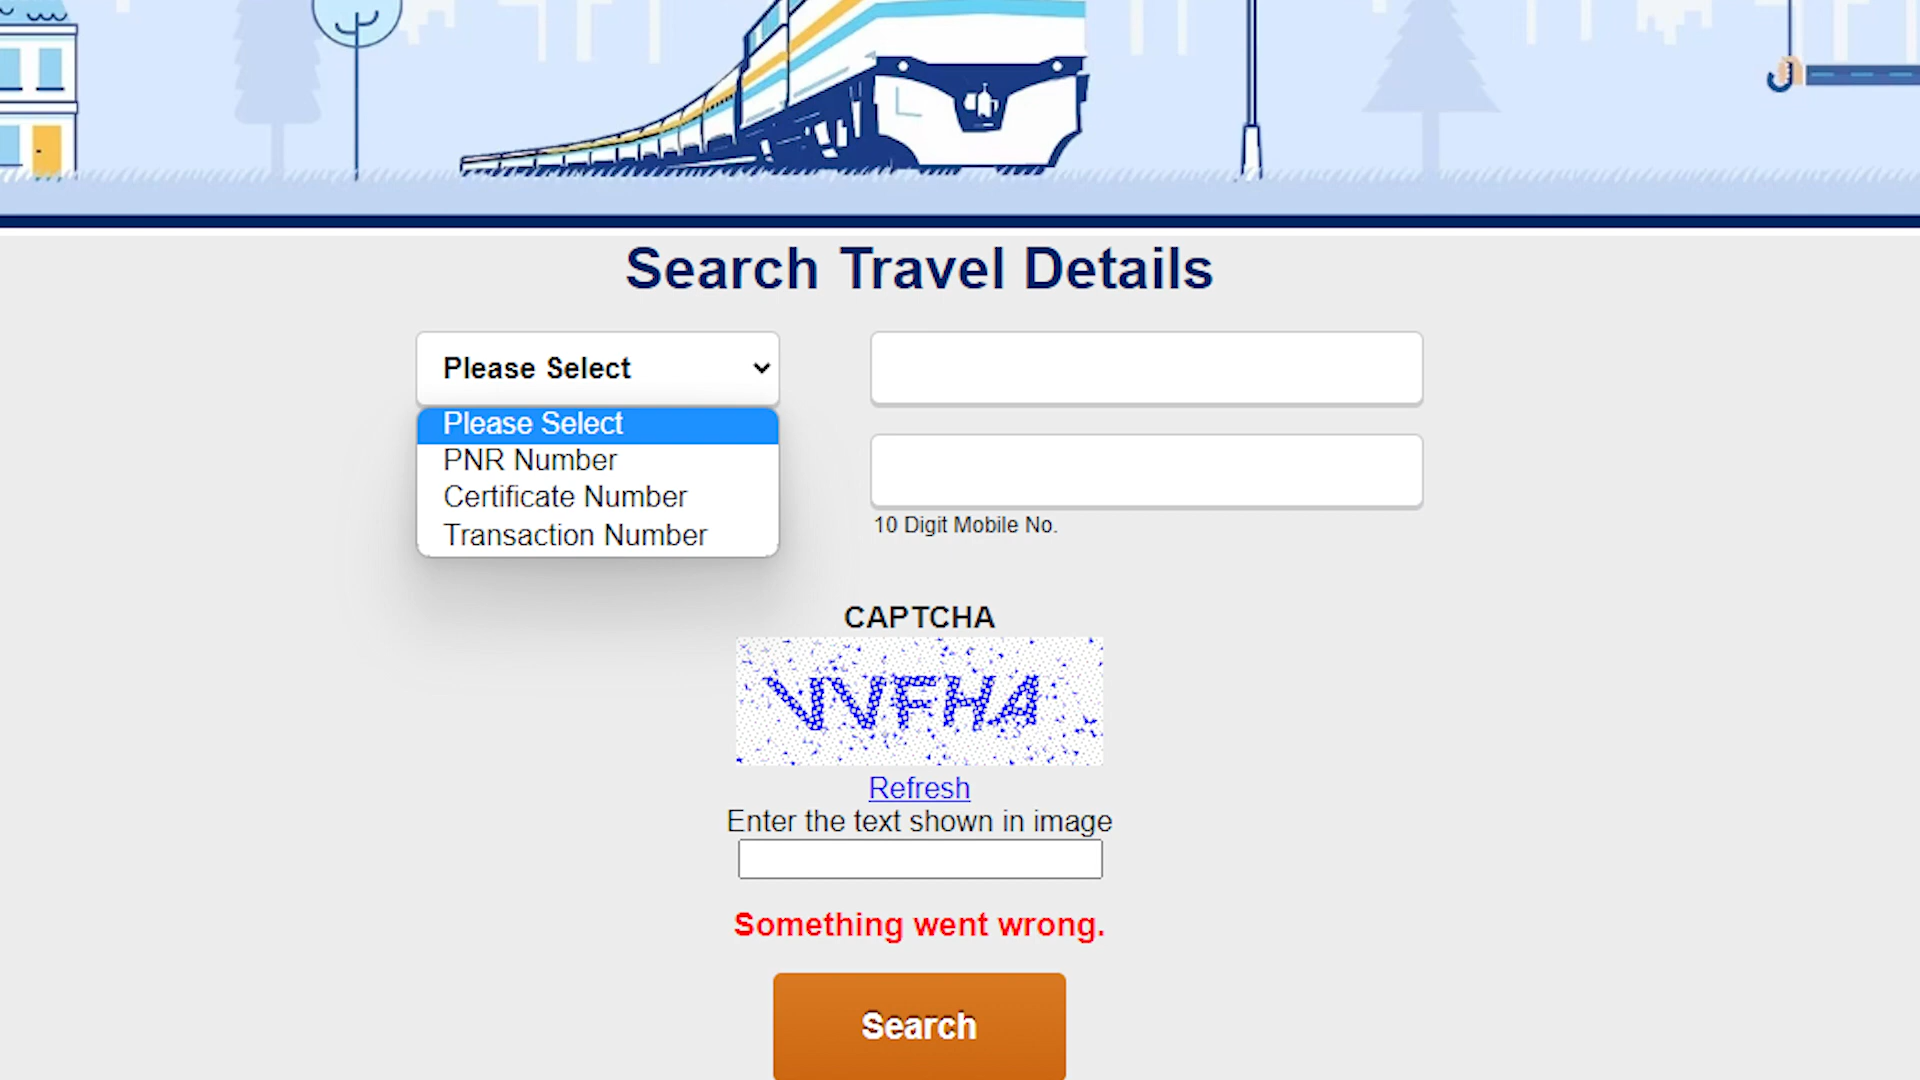 Search Travel Details
Please Select
Please Select
PNR Number
Certificate Number
Transaction Number
10 Digit Mobile No.
CAPTCHA
VVFHA
Refresh
Enter the text shown in image
Something went wrong.
Search